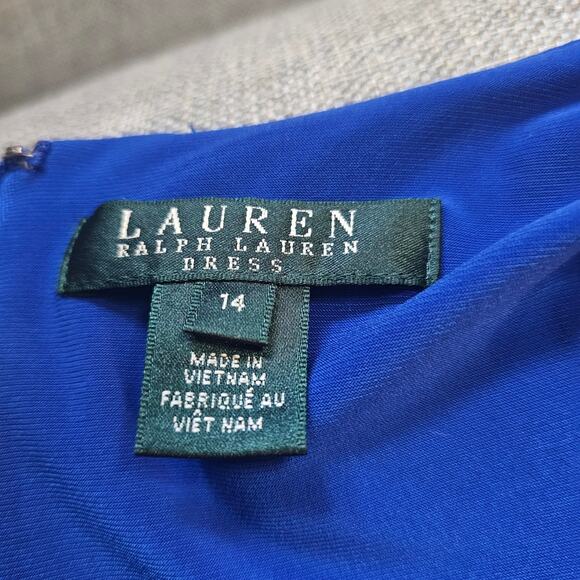 LAUREN
RALPH LAUREN
DRESS
14
MADE IN
VIETNAM
FABRIQUÉ AU
VIÊT NAM